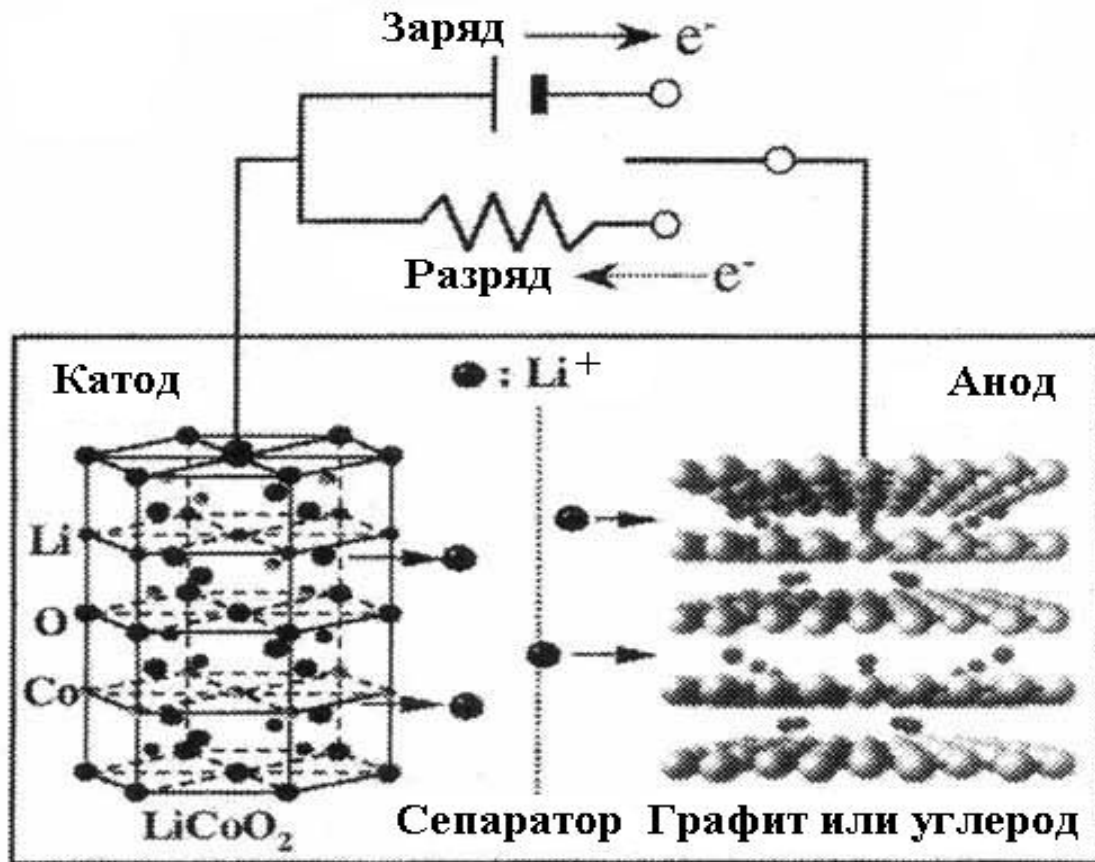 Заряд
e-
Разряд
e-
Катод
: Li+
Анод
Li
O
Co
LiCoO2
Сепаратор
Графит или углерод